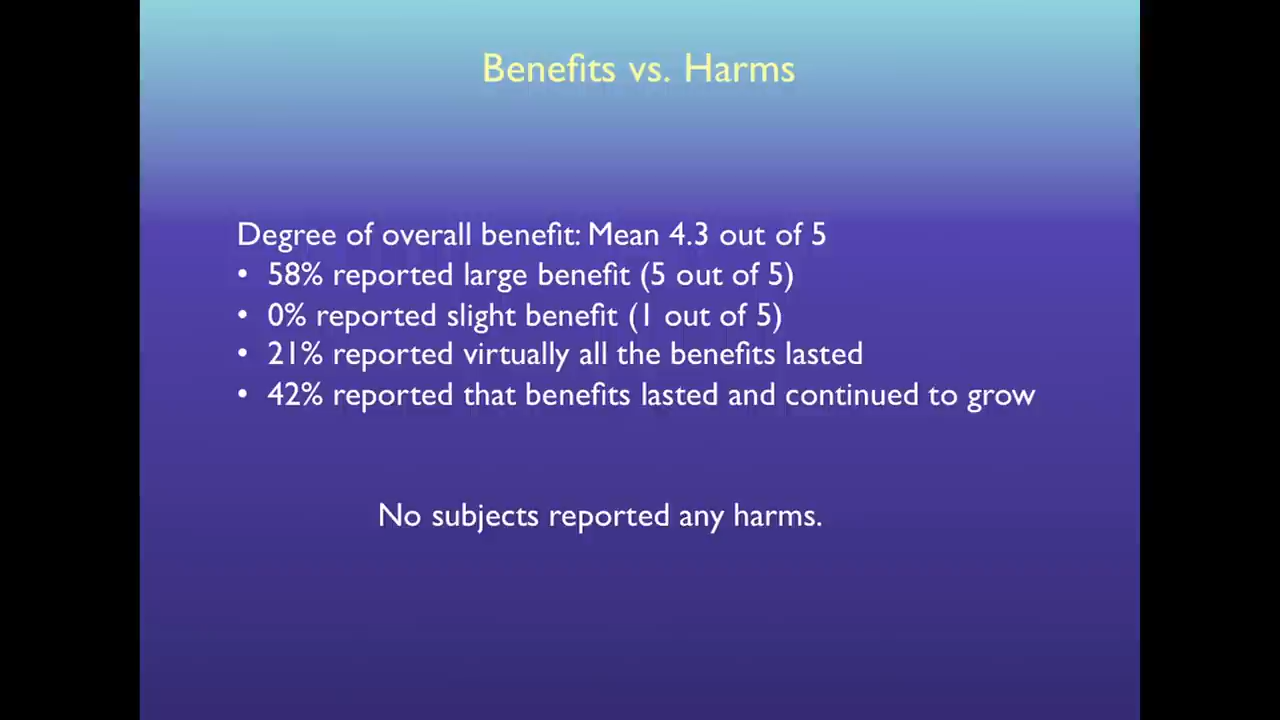 Benefits vs. Harms
Degree of overall benefit: Mean 4.3 out of 5
• 58% reported large benefit (5 out of 5)
• 0% reported slight benefit (1 out of 5)
• 21% reported virtually all the benefits lasted
• 42% reported that benefits lasted and continued to grow
No subjects reported any harms.